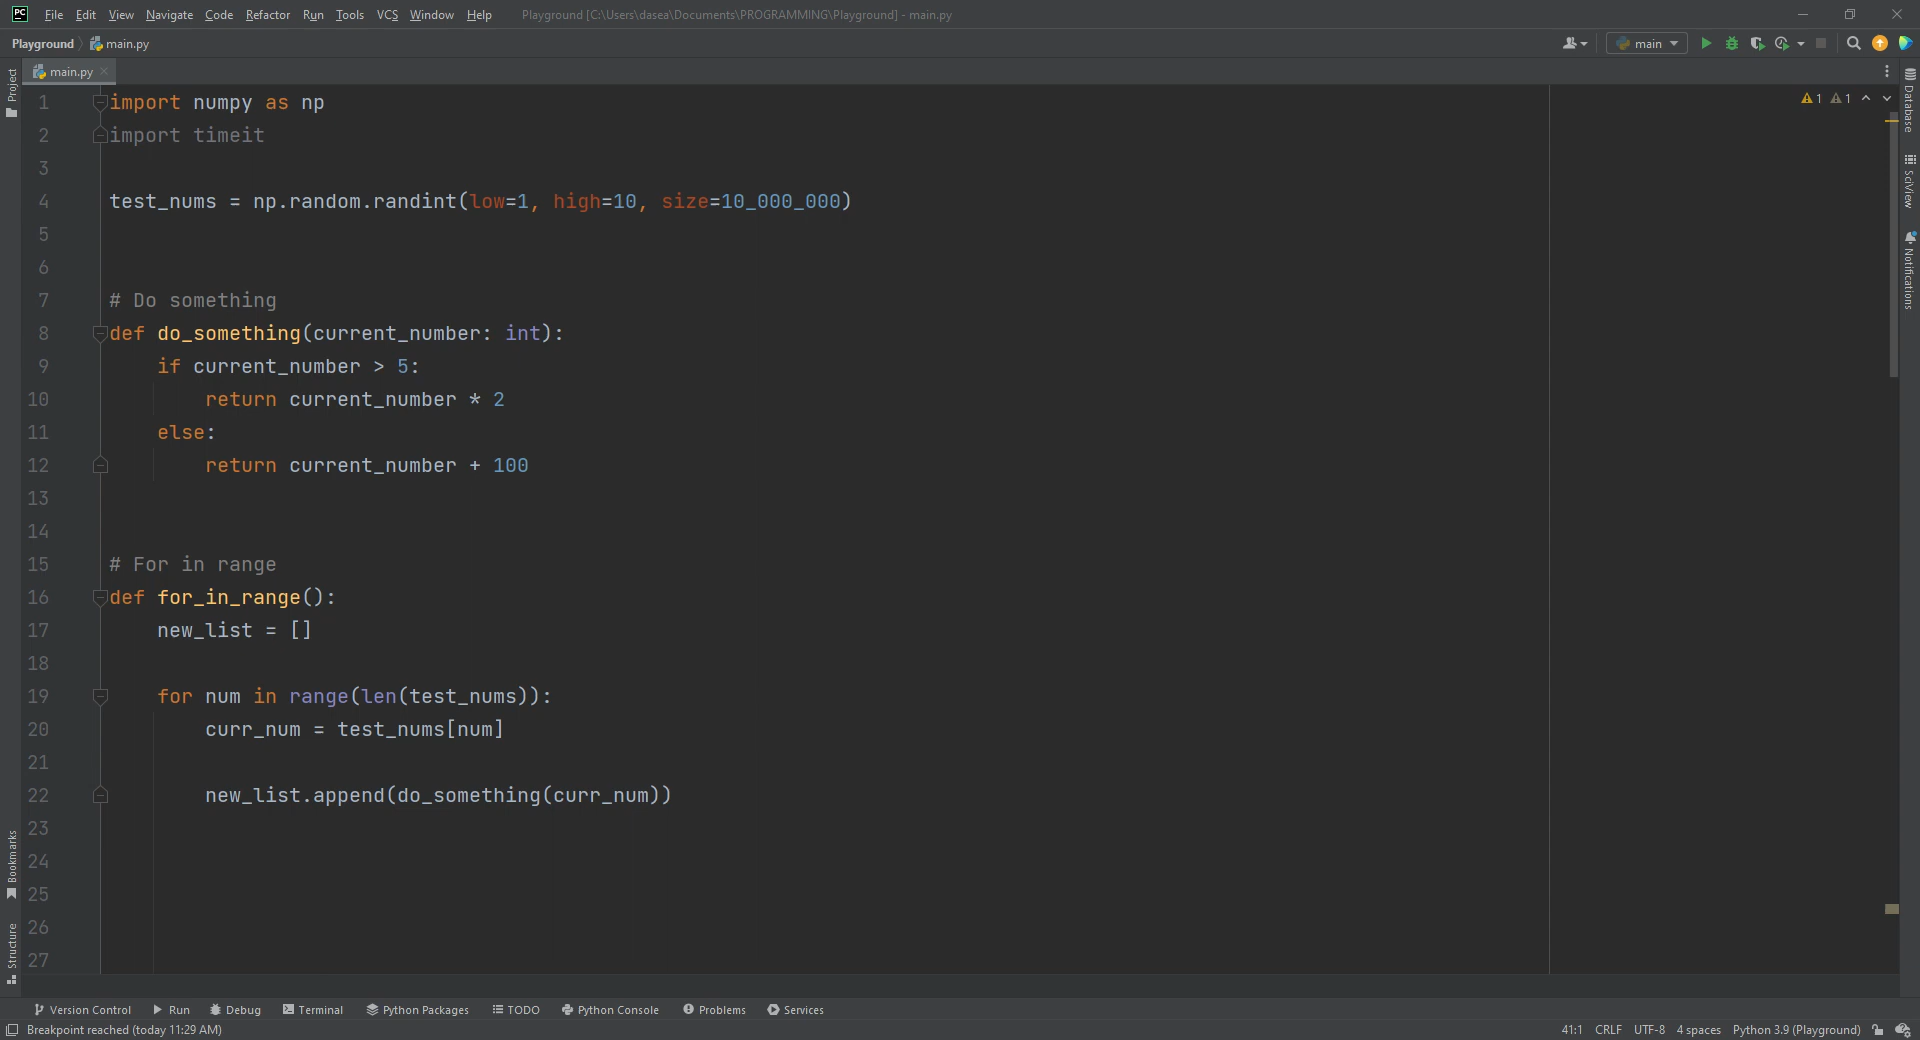 PC File Edit View Navigate Code Refactor Run Tools VCS Window Help Playground [C:\Users\dasea\Documents\PROGRAMMING\Playground] - main.py
Playground main.py main
main.py
1 import numpy as np
2 import timeit
3
4 test_nums = np.random.randint(low=1, high=10, size=10_000_000)
5
6
7 # Do something
8 def do_something(current_number: int):
9     if current_number > 5:
10         return current_number * 2
11     else:
12         return current_number + 100
13
14
15 # For in range
16 def for_in_range():
17     new_list = []
18
19     for num in range(len(test_nums)):
20         curr_num = test_nums[num]
21
22         new_list.append(do_something(curr_num))
23
24
25
26
27
1 1
Project
Bookmarks
Structure
Database
SciView
Notifications
Version Control Run Debug Terminal Python Packages TODO Python Console Problems Services
Breakpoint reached (today 11:29 AM) 41:1 CRLF UTF-8 4 spaces Python 3.9 (Playground)